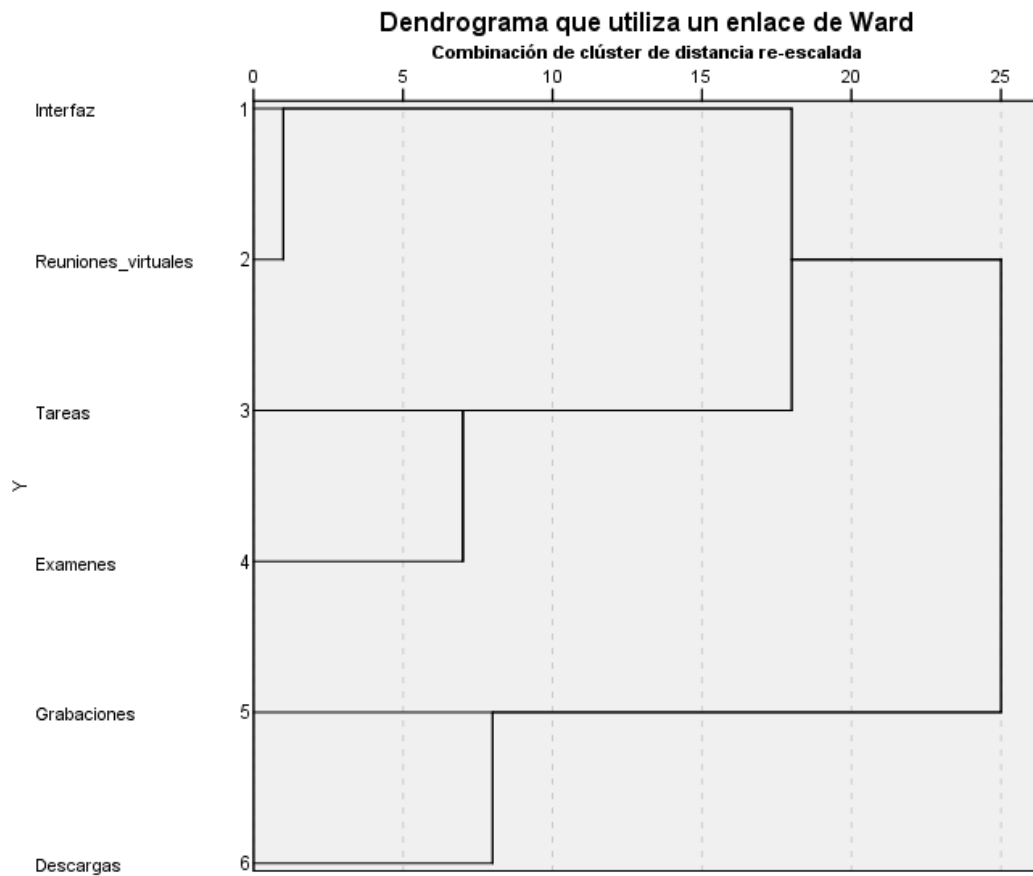 Dendrograma que utiliza un enlace de Ward
Combinación de clúster de distancia re-escalada
0 5 10 15 20 25
Interfaz 1
Reuniones_virtuales 2
Tareas 3
Y
Examenes 4
Grabaciones 5
Descargas 6